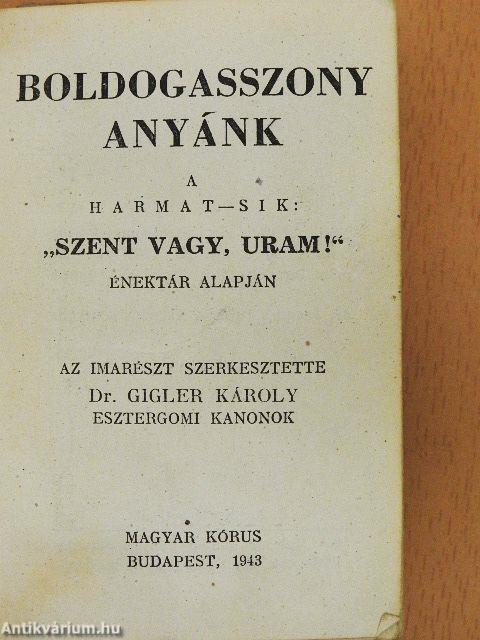 BOLDOGASSZONY
ANYÁNK
A
HARMAT—SIK:
„SZENT VAGY, URAM!“
ÉNEKTÁR ALAPJÁN
AZ IMARÉSZT SZERKESZTETTE
Dr. GIGLER KÁROLY
ESZTERGOMI KANONOK
MAGYAR KÓRUS
BUDAPEST, 1943
Antikvárium.hu